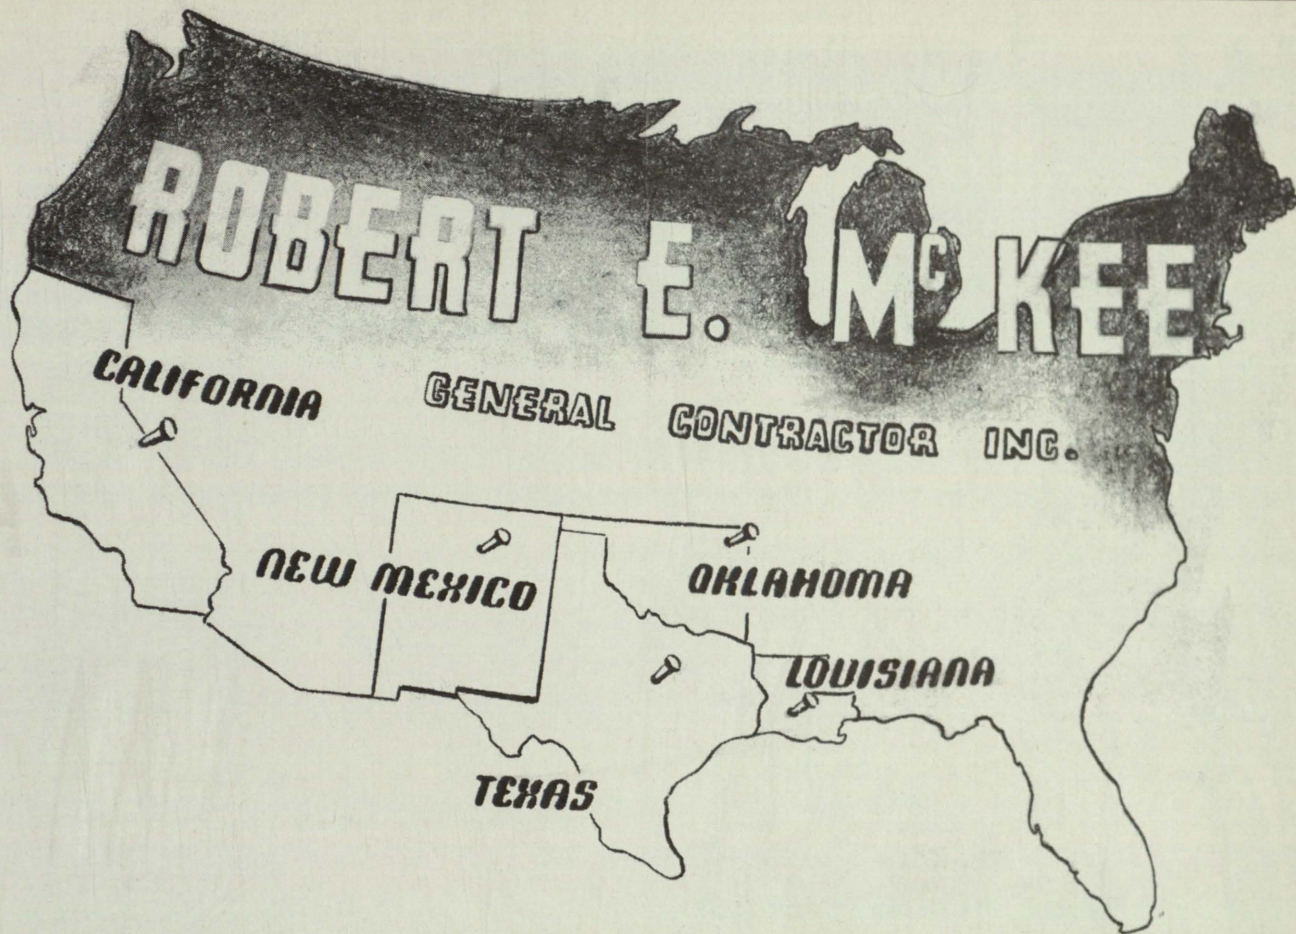 ROBERT E. McKEE
GENERAL CONTRACTOR INC.
CALIFORNIA
NEW MEXICO
OKLAHOMA
LOUISIANA
TEXAS